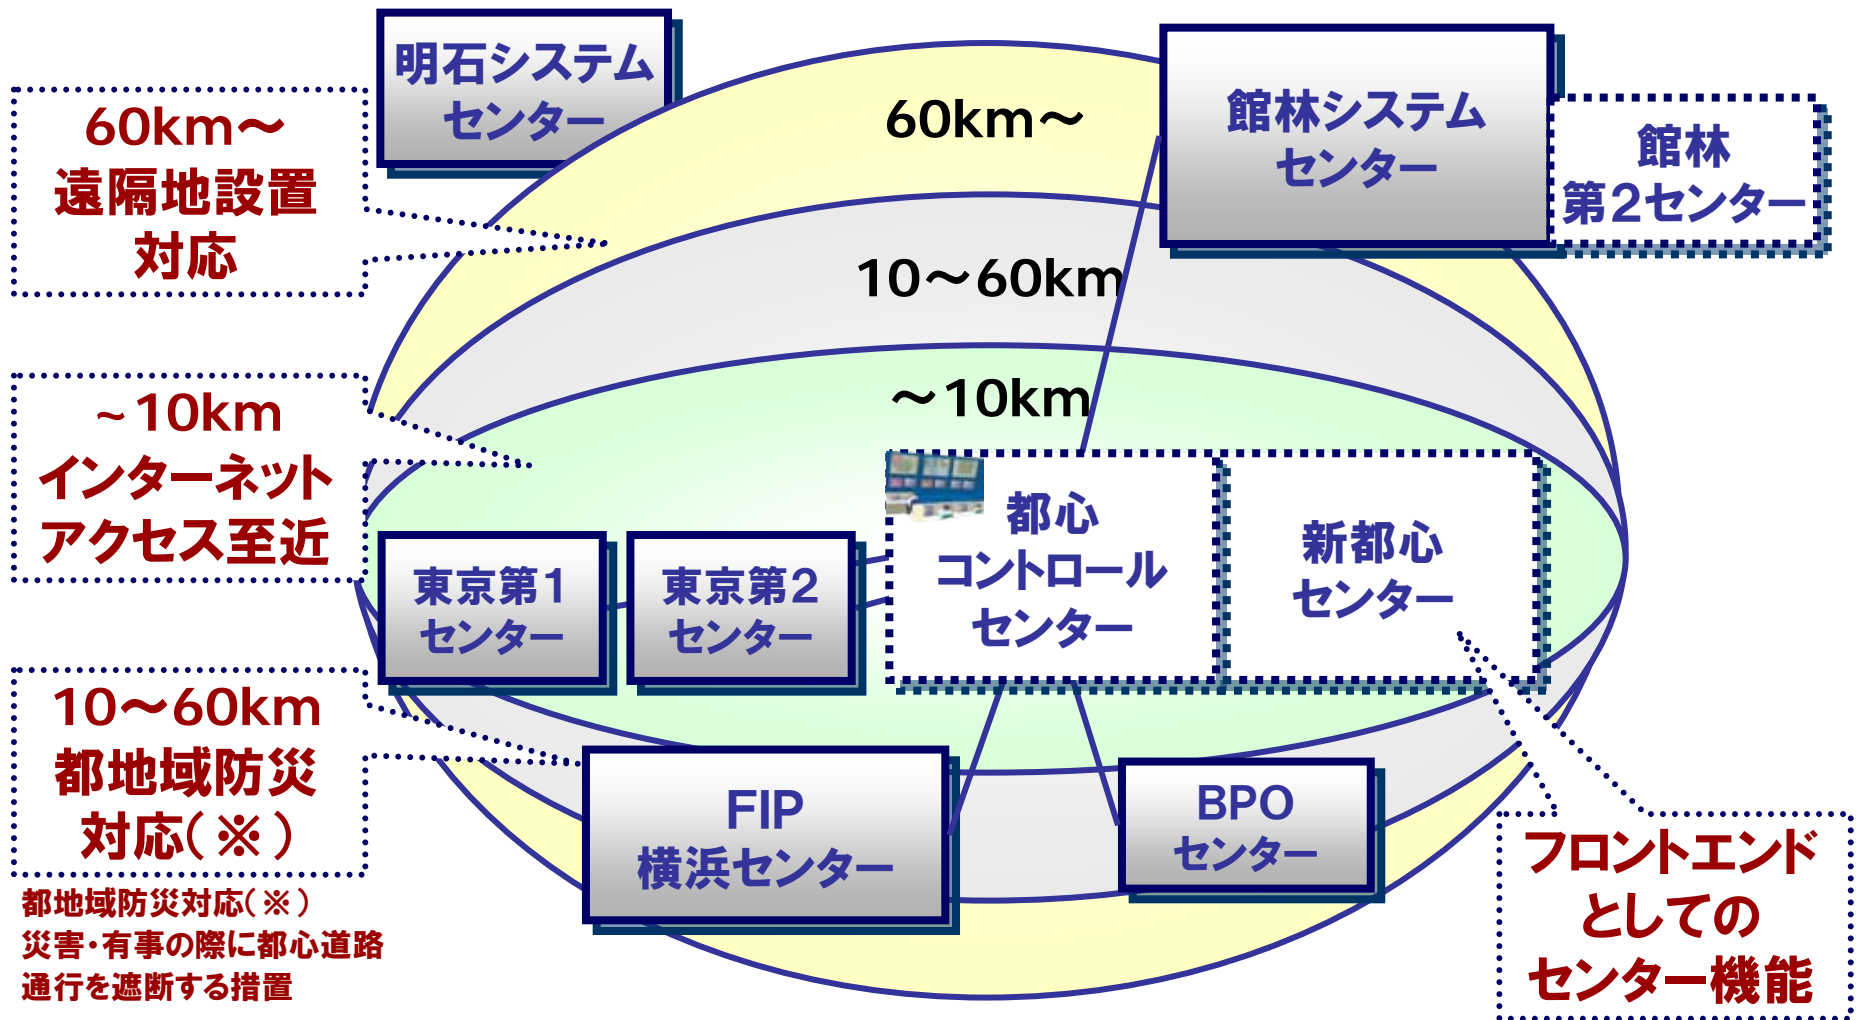 明石システム
センター
館林システム
センター
館林
第2センター
60km～
遠隔地設置
対応
60km～
10～60km
～10km
~10km
インターネット
アクセス至近
都心
コントロール
センター
新都心
センター
東京第1
センター
東京第2
センター
10～60km
都地域防災
対応(※)
FIP
横浜センター
BPO
センター
フロントエンド
としての
センター機能
都地域防災対応(※)
災害・有事の際に都心道路
通行を遮断する措置